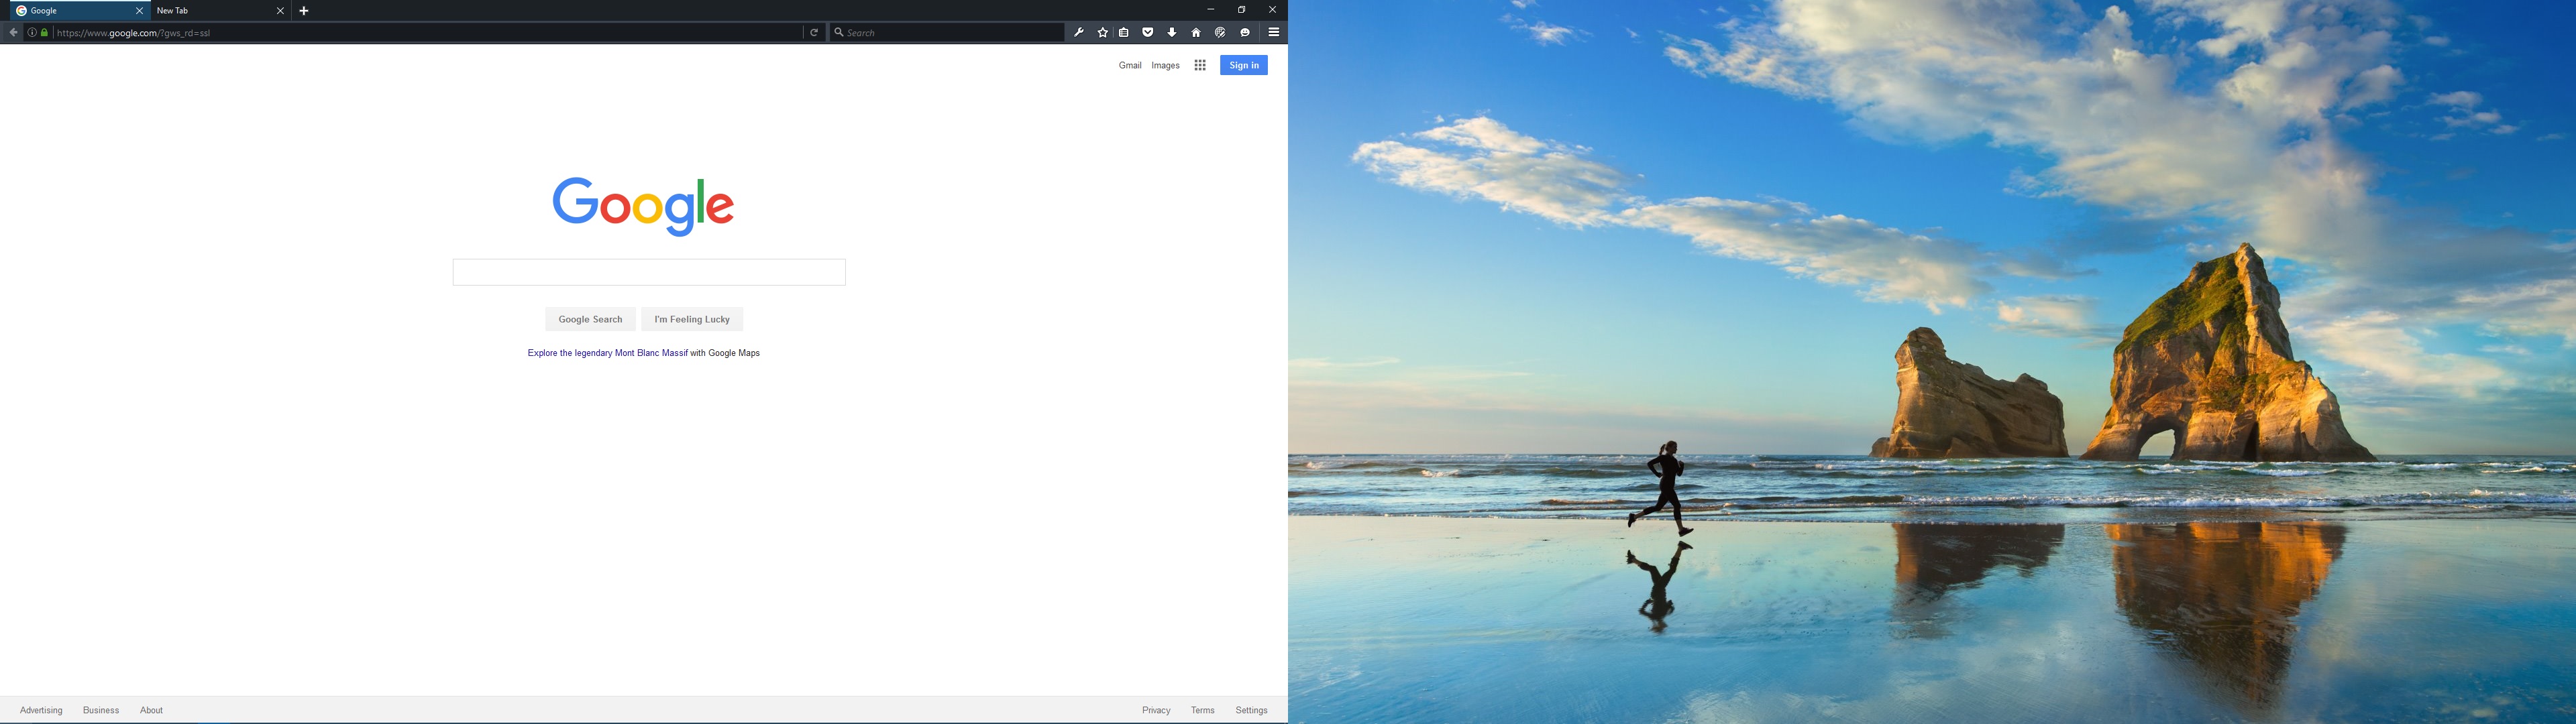 Google
New Tab
https://www.google.com/?gws_rd=ssl
Search
Gmail
Images
Sign in
Google
Google Search
I'm Feeling Lucky
Explore the legendary Mont Blanc Massif with Google Maps
Advertising
Business
About
Privacy
Terms
Settings